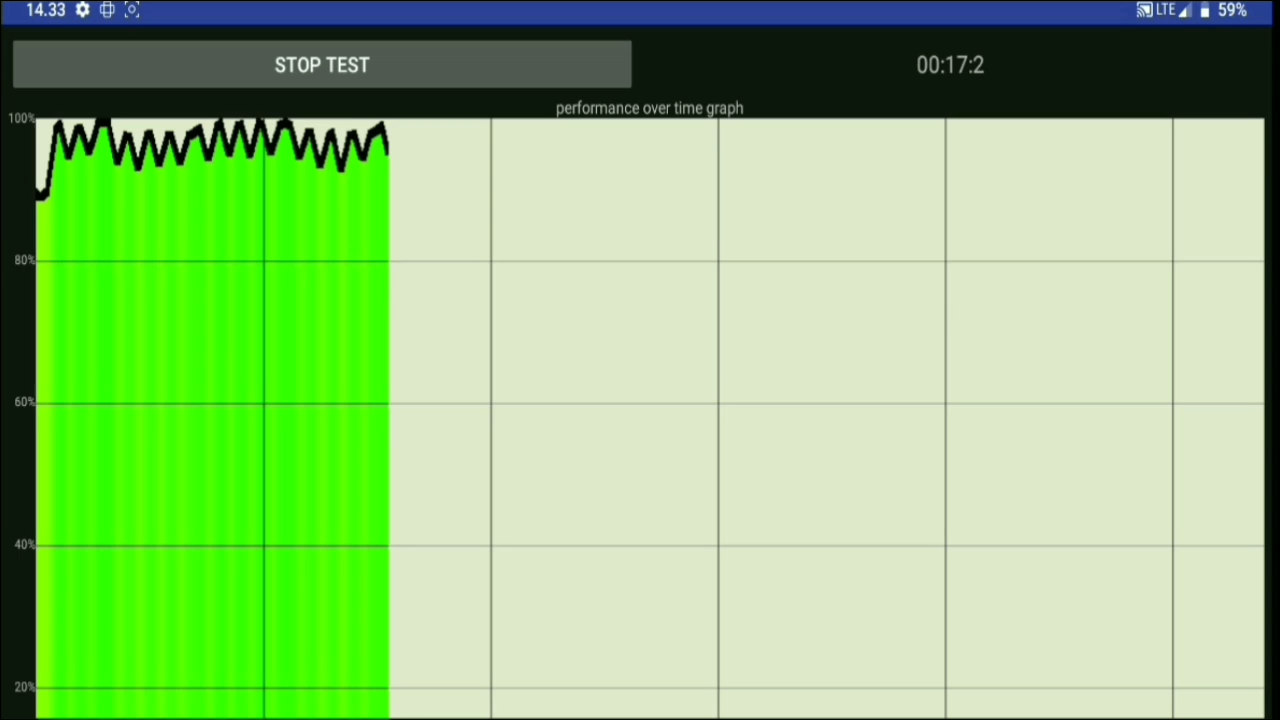 14.33 LTE 59%
STOP TEST 00:17:2
performance over time graph
100%
80%
60%
40%
20%